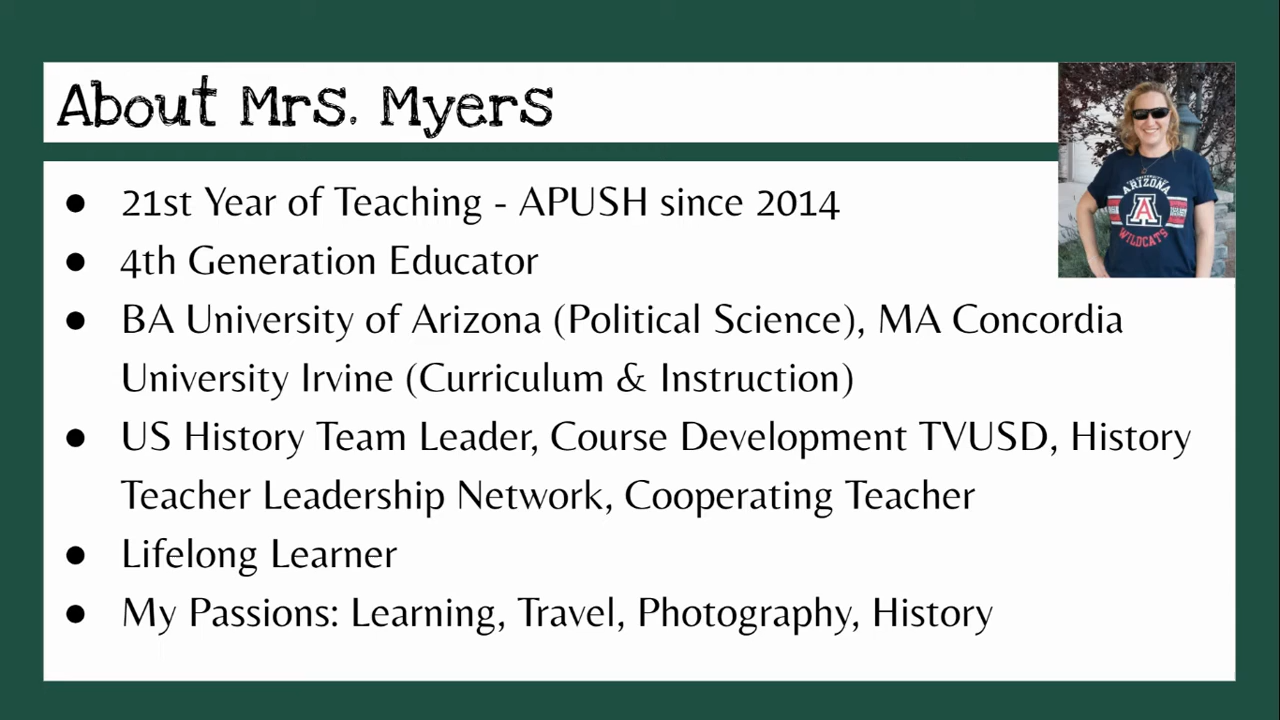 About Mrs. Myers
● 21st Year of Teaching - APUSH since 2014
● 4th Generation Educator
● BA University of Arizona (Political Science), MA Concordia
University Irvine (Curriculum & Instruction)
● US History Team Leader, Course Development TVUSD, History
Teacher Leadership Network, Cooperating Teacher
● Lifelong Learner
● My Passions: Learning, Travel, Photography, History
ARIZONA
A
WILDCATS